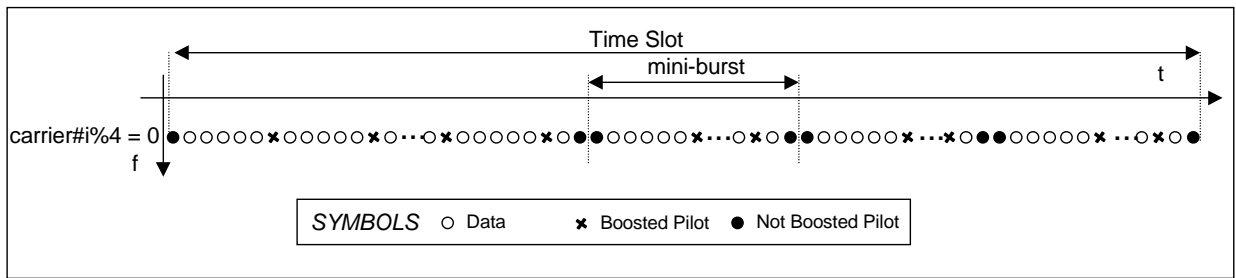 Time Slot
mini-burst
t
carrier#i%4 = 0
f
SYMBOLS Data Boosted Pilot Not Boosted Pilot